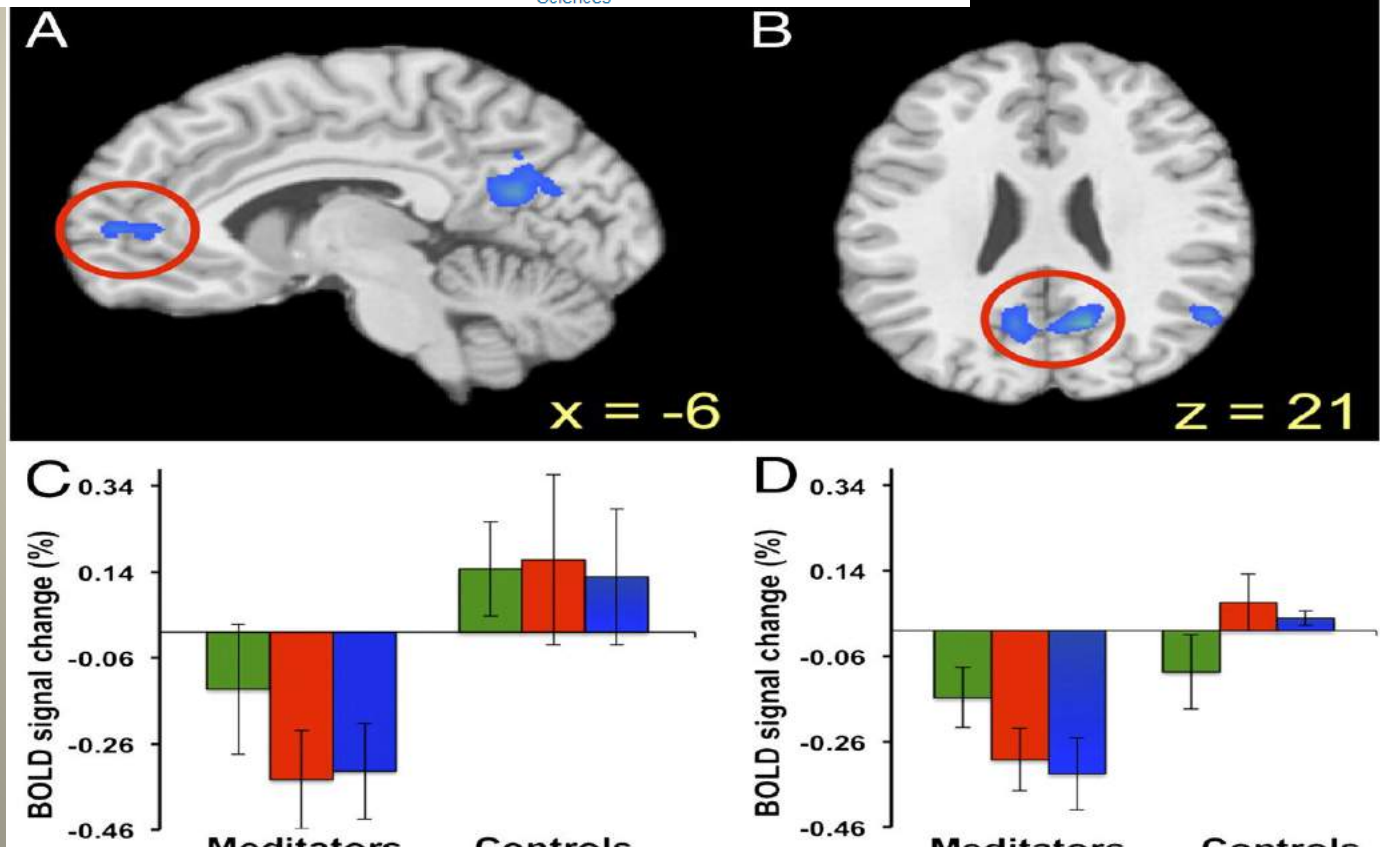 Sciences
A
B
x = -6
z = 21
C
0.34
0.14
-0.06
-0.26
-0.46
BOLD signal change (%)
Meditators Controls
D
0.34
0.14
-0.06
-0.26
-0.46
BOLD signal change (%)
Meditators Controls